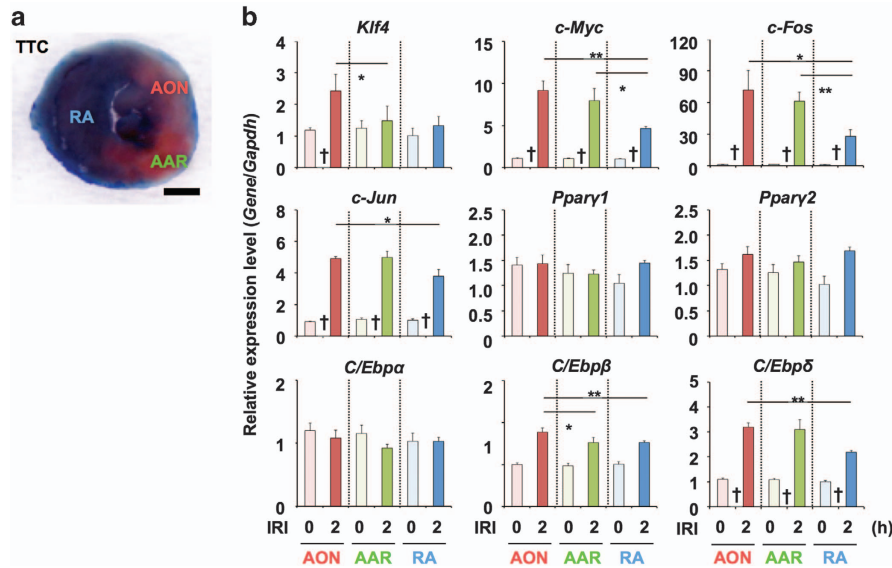 a
TTC
AON
RA
AAR
b
Relative expression level (Gene/Gapdh)
Klf4
4
3
2
1
0
*
†
c-Myc
15
10
5
0
**
*
†
†
†
c-Fos
120
90
60
30
0
*
**
†
†
†
c-Jun
8
6
4
2
0
*
†
†
†
Pparγ1
2.5
2.0
1.5
1.0
0
Pparγ2
2.5
2.0
1.5
1.0
0
C/Ebpα
2
1
0
C/Ebpβ
2
1
0
**
*
C/Ebpδ
5
4
3
2
1
0
**
†
†
†
IRI 0 2 0 2 0 2
AON AAR RA
IRI 0 2 0 2 0 2
AON AAR RA
IRI 0 2 0 2 0 2 (h)
AON AAR RA